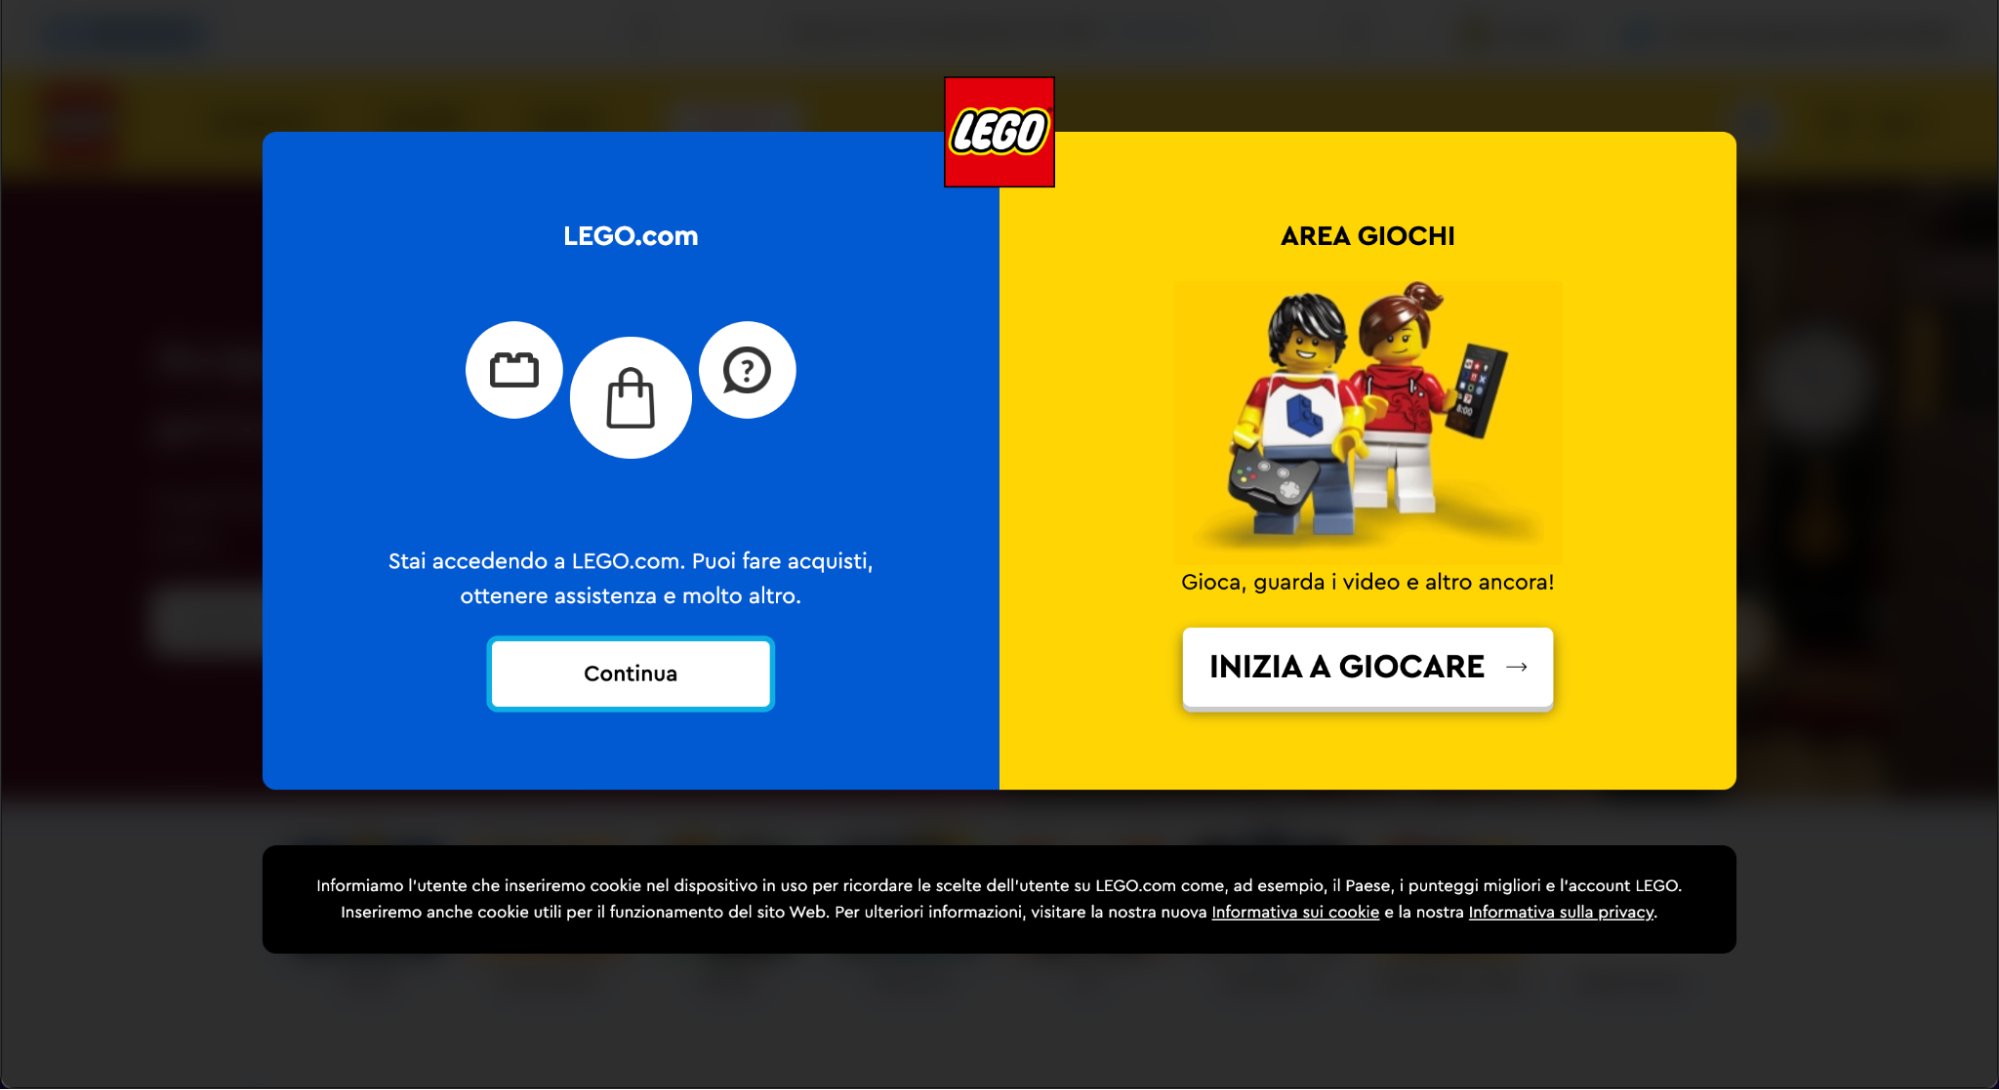 LEGO
LEGO.com
Stai accedendo a LEGO.com. Puoi fare acquisti,
ottenere assistenza e molto altro.
Continua
AREA GIOCHI
8:00
Gioca, guarda i video e altro ancora!
INIZIA A GIOCARE →
Informiamo l'utente che inseriremo cookie nel dispositivo in uso per ricordare le scelte dell'utente su LEGO.com come, ad esempio, il Paese, i punteggi migliori e l'account LEGO.
Inseriremo anche cookie utili per il funzionamento del sito Web. Per ulteriori informazioni, visitare la nostra nuova Informativa sui cookie e la nostra Informativa sulla privacy.